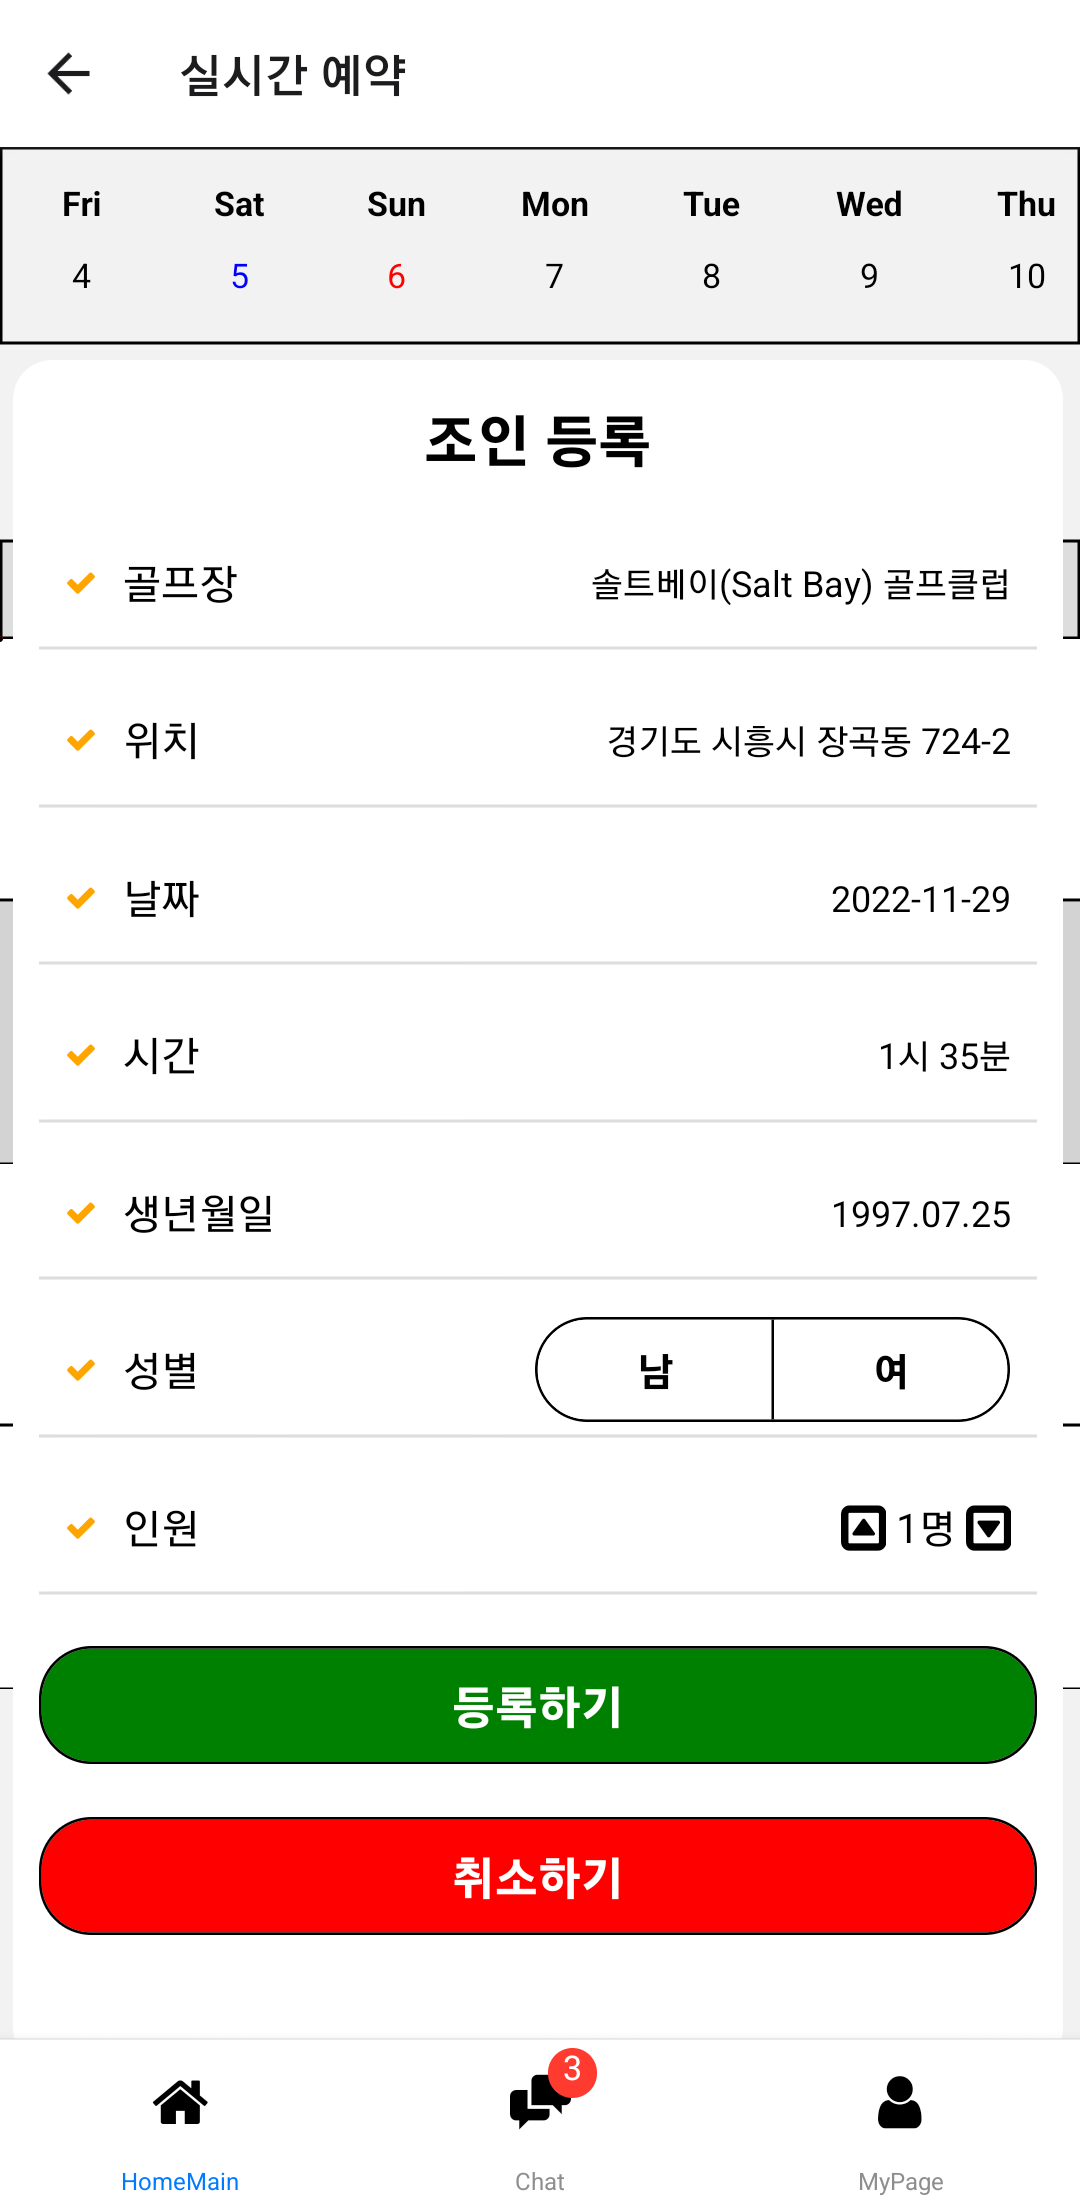 실시간 예약
Fri Sat Sun Mon Tue Wed Thu
4 5 6 7 8 9 10
조인 등록
골프장 솔트베이(Salt Bay) 골프클럽
위치 경기도 시흥시 장곡동 724-2
날짜 2022-11-29
시간 1시 35분
생년월일 1997.07.25
성별 남 여
인원 1명
등록하기
취소하기
3
HomeMain Chat MyPage